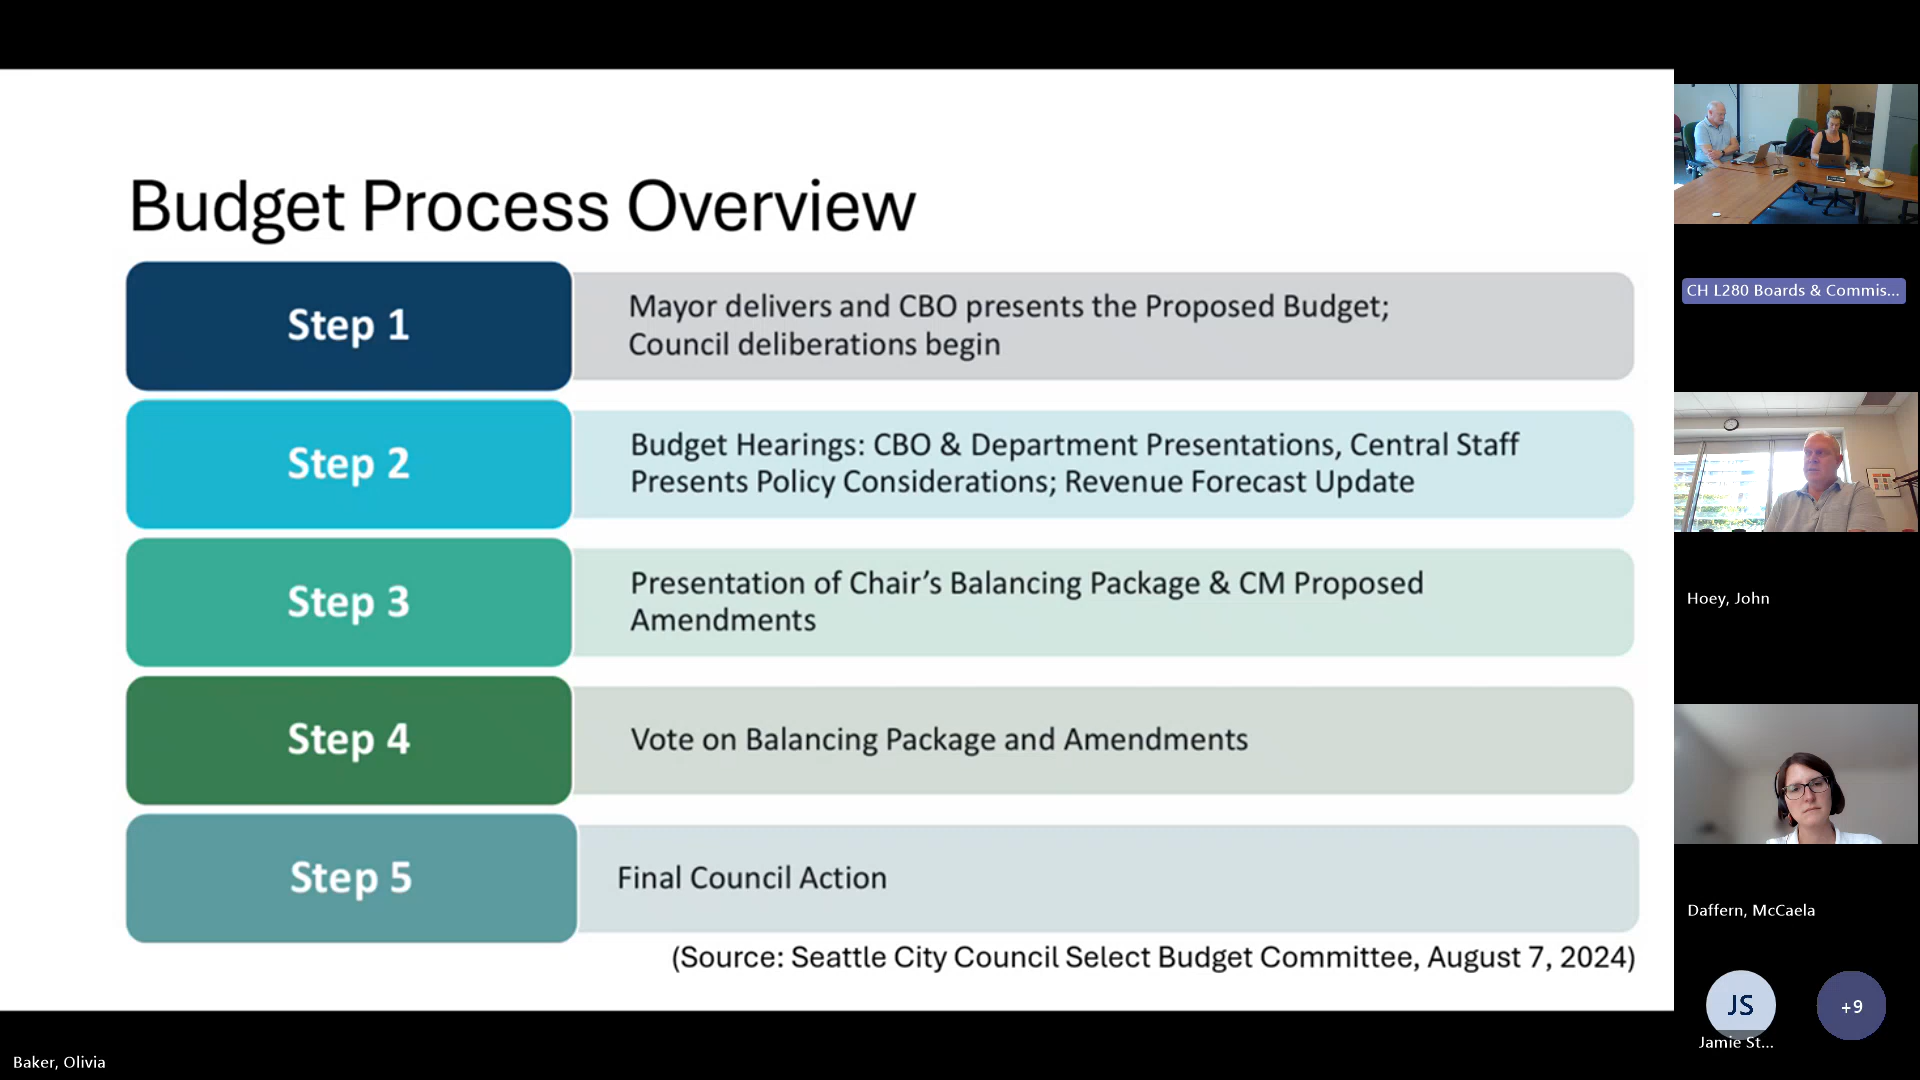 Budget Process Overview
Step 1
Mayor delivers and CBO presents the Proposed Budget;
Council deliberations begin
Step 2
Budget Hearings: CBO & Department Presentations, Central Staff
Presents Policy Considerations; Revenue Forecast Update
Step 3
Presentation of Chair’s Balancing Package & CM Proposed
Amendments
Step 4
Vote on Balancing Package and Amendments
Step 5
Final Council Action
(Source: Seattle City Council Select Budget Committee, August 7, 2024)
CH L280 Boards & Commis...
Hoey, John
Daffern, McCaela
JS
+9
Jamie St...
Baker, Olivia